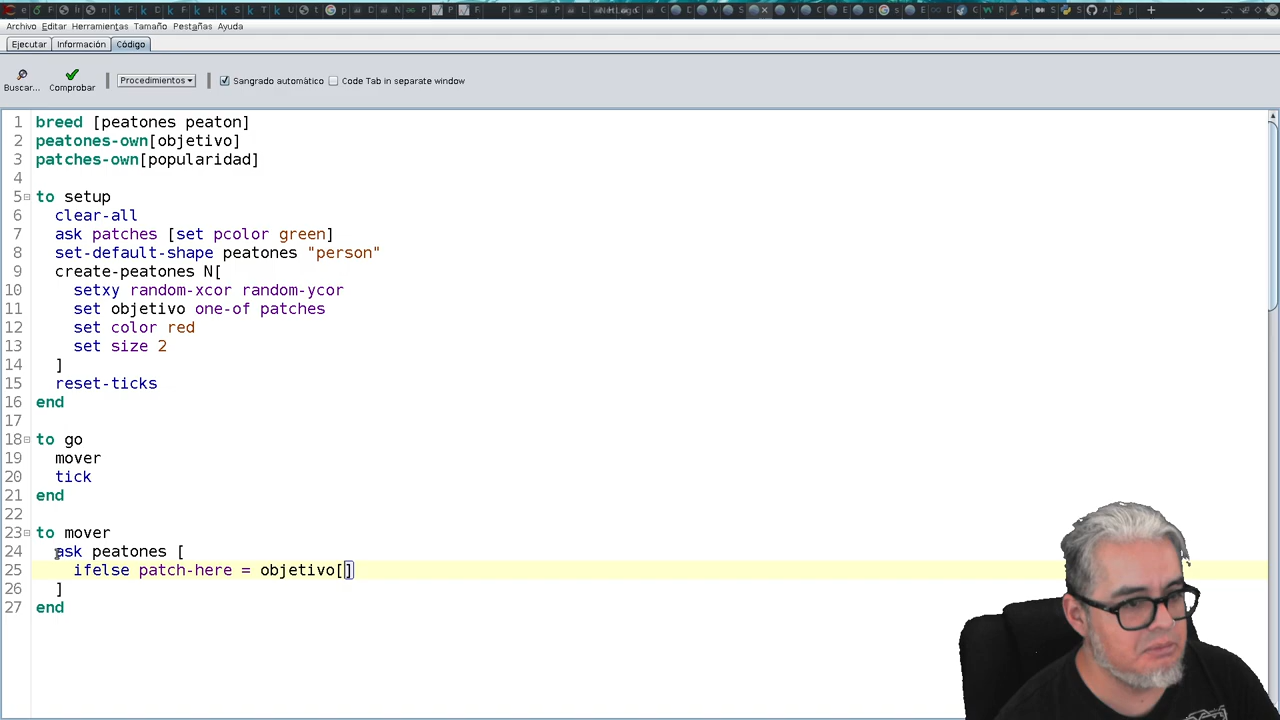 Archivo Editar Herramientas Tamaño Pestañas Ayuda
Ejecutar Información Código
Buscar... Comprobar Procedimientos Sangrado automático Code Tab in separate window
1 breed [peatones peaton]
2 peatones-own[objetivo]
3 patches-own[popularidad]
4
5 to setup
6 clear-all
7 ask patches [set pcolor green]
8 set-default-shape peatones "person"
9 create-peatones N[
10 setxy random-xcor random-ycor
11 set objetivo one-of patches
12 set color red
13 set size 2
14 ]
15 reset-ticks
16 end
17
18 to go
19 mover
20 tick
21 end
22
23 to mover
24 ask peatones [
25 ifelse patch-here = objetivo[]
26 ]
27 end